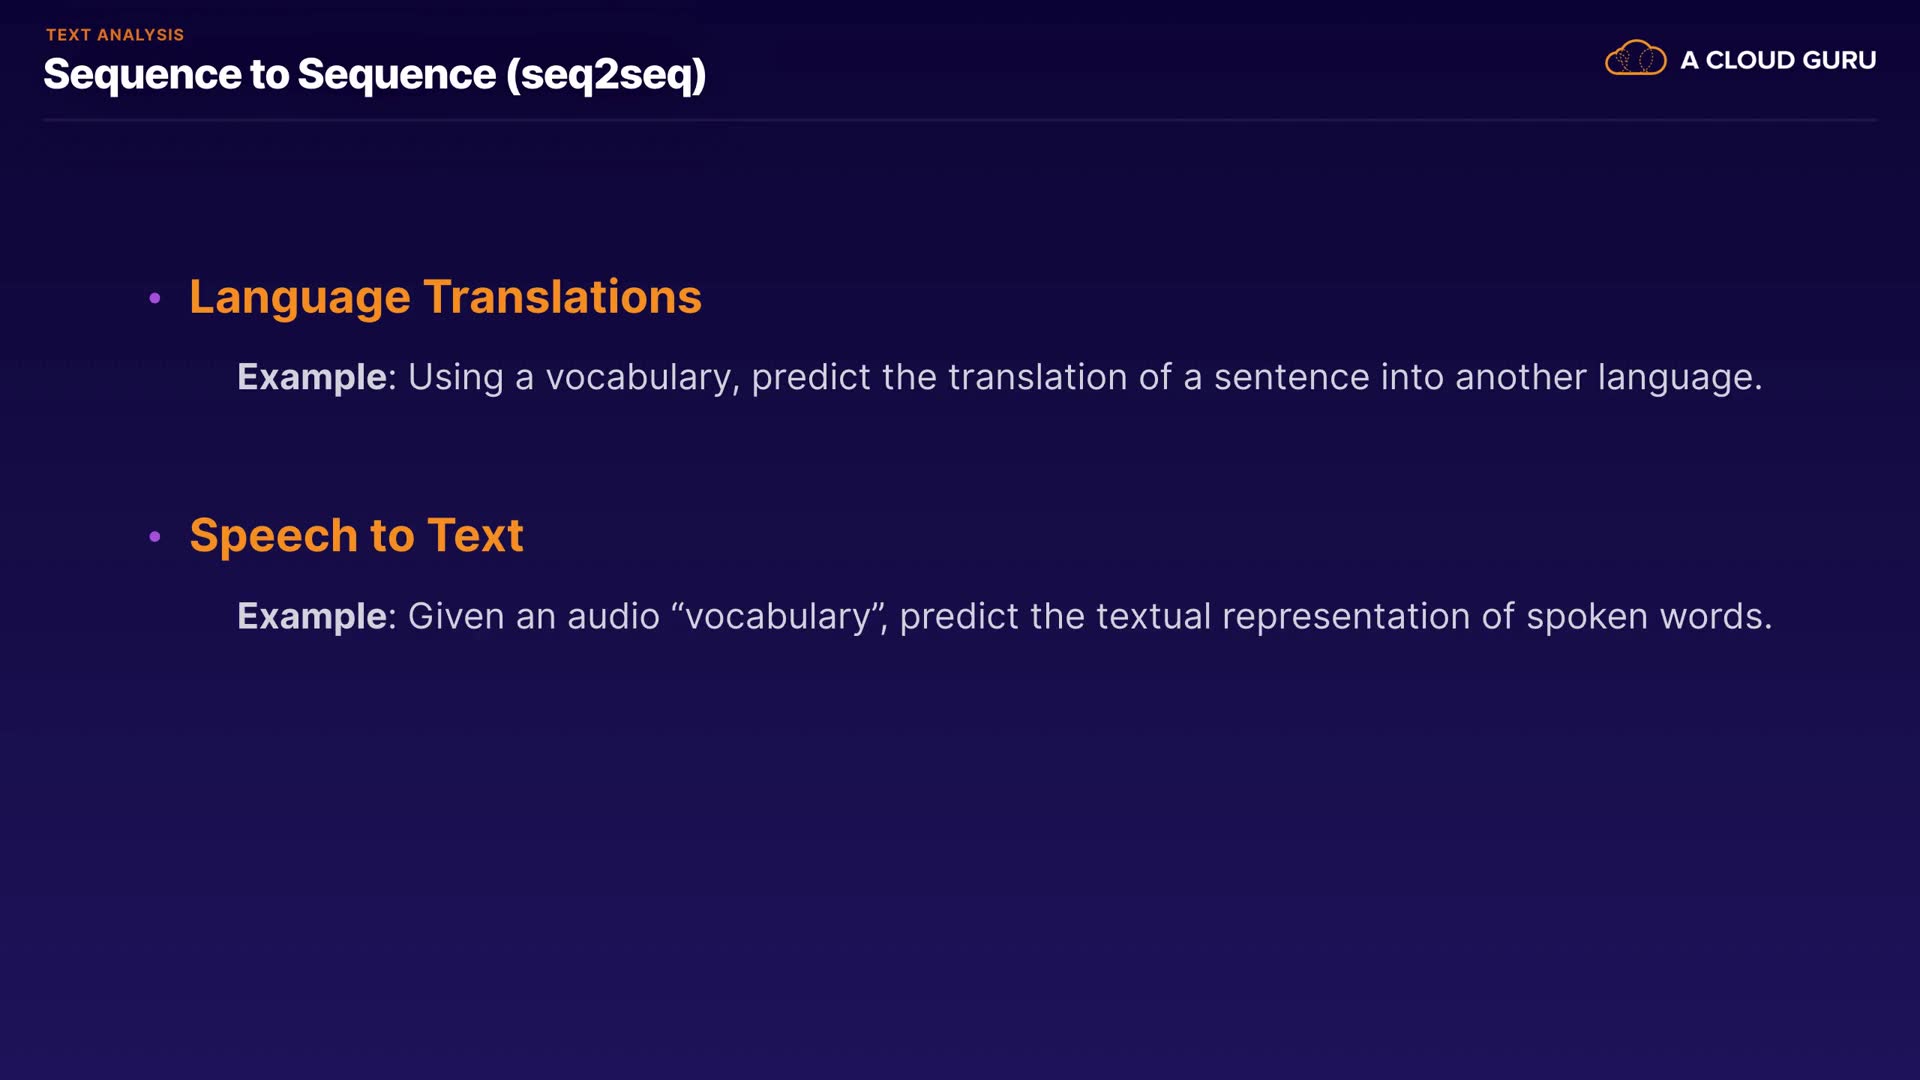 TEXT ANALYSIS
Sequence to Sequence (seq2seq)
A CLOUD GURU
• Language Translations
Example: Using a vocabulary, predict the translation of a sentence into another language.
• Speech to Text
Example: Given an audio “vocabulary”, predict the textual representation of spoken words.